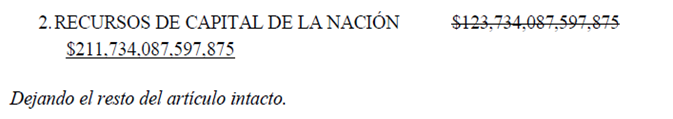 2. RECURSOS DE CAPITAL DE LA NACIÓN $123,734,087,597,875
$211,734,087,597,875
Dejando el resto del artículo intacto.